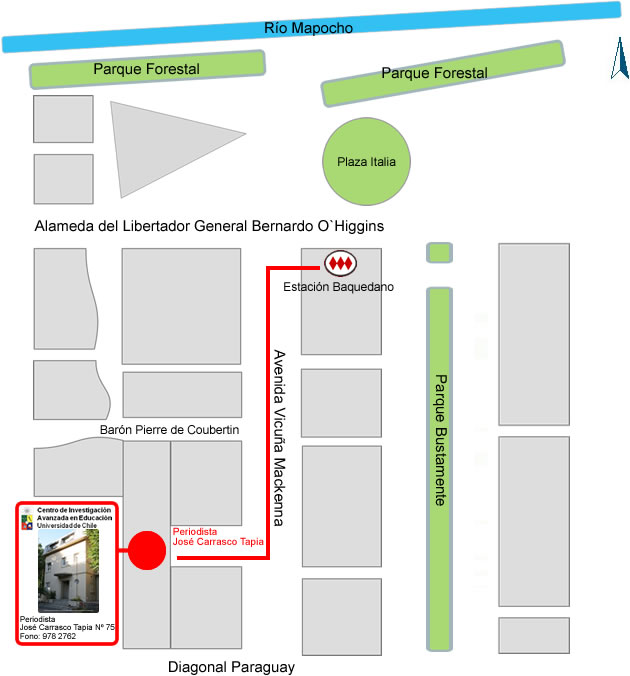 Río Mapocho
Parque Forestal
Parque Forestal
Plaza Italia
Alameda del Libertador General Bernardo O`Higgins
Estación Baquedano
Avenida Vicuña Mackenna
Parque Bustamente
Barón Pierre de Coubertin
Centro de Investigación
Avanzada en Educación
Universidad de Chile
Periodista
José Carrasco Tapia Nº 75
Fono: 978 2762
Periodista
José Carrasco Tapia
Diagonal Paraguay